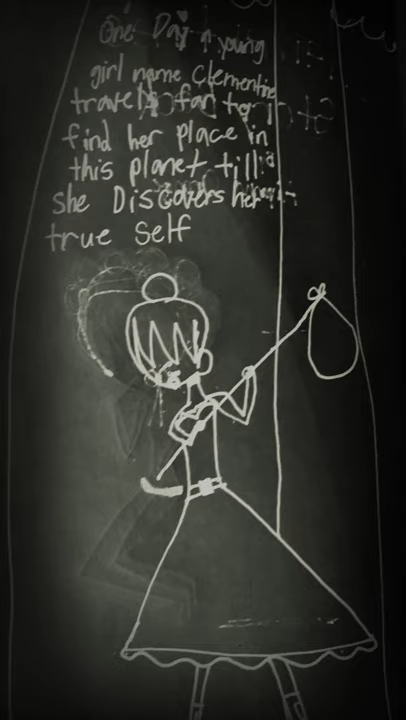 One Day a young
girl name Clementine
travels far to
find her place in
this planet till
she Discovers her
true self